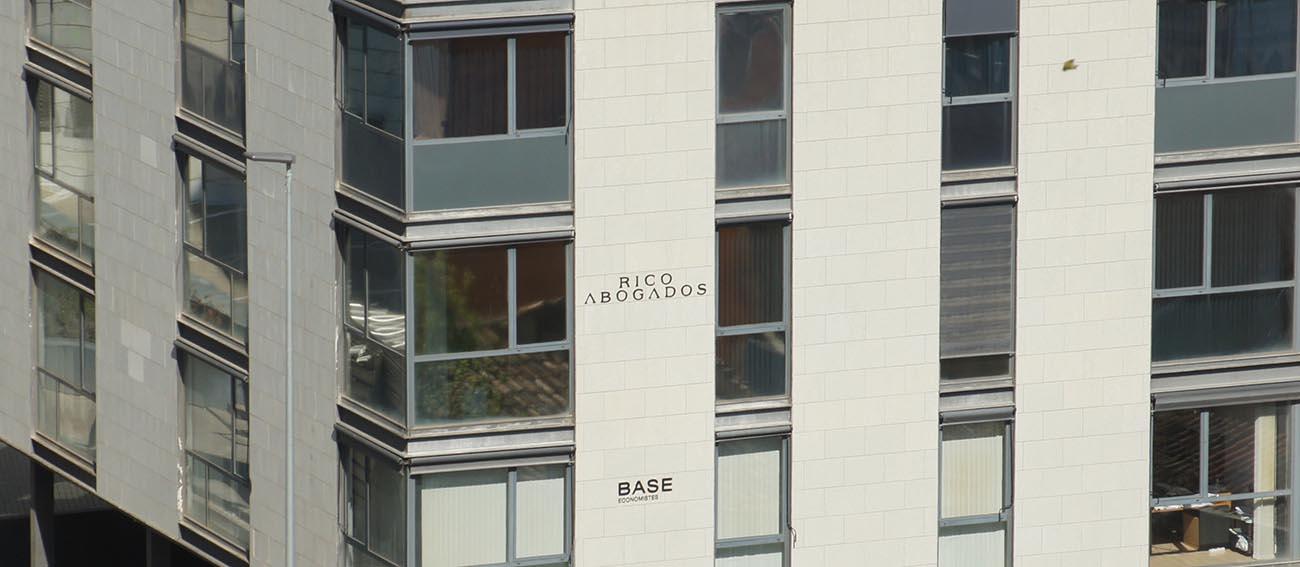 RICO
ABOGADOS
BASE
ECONOMISTES